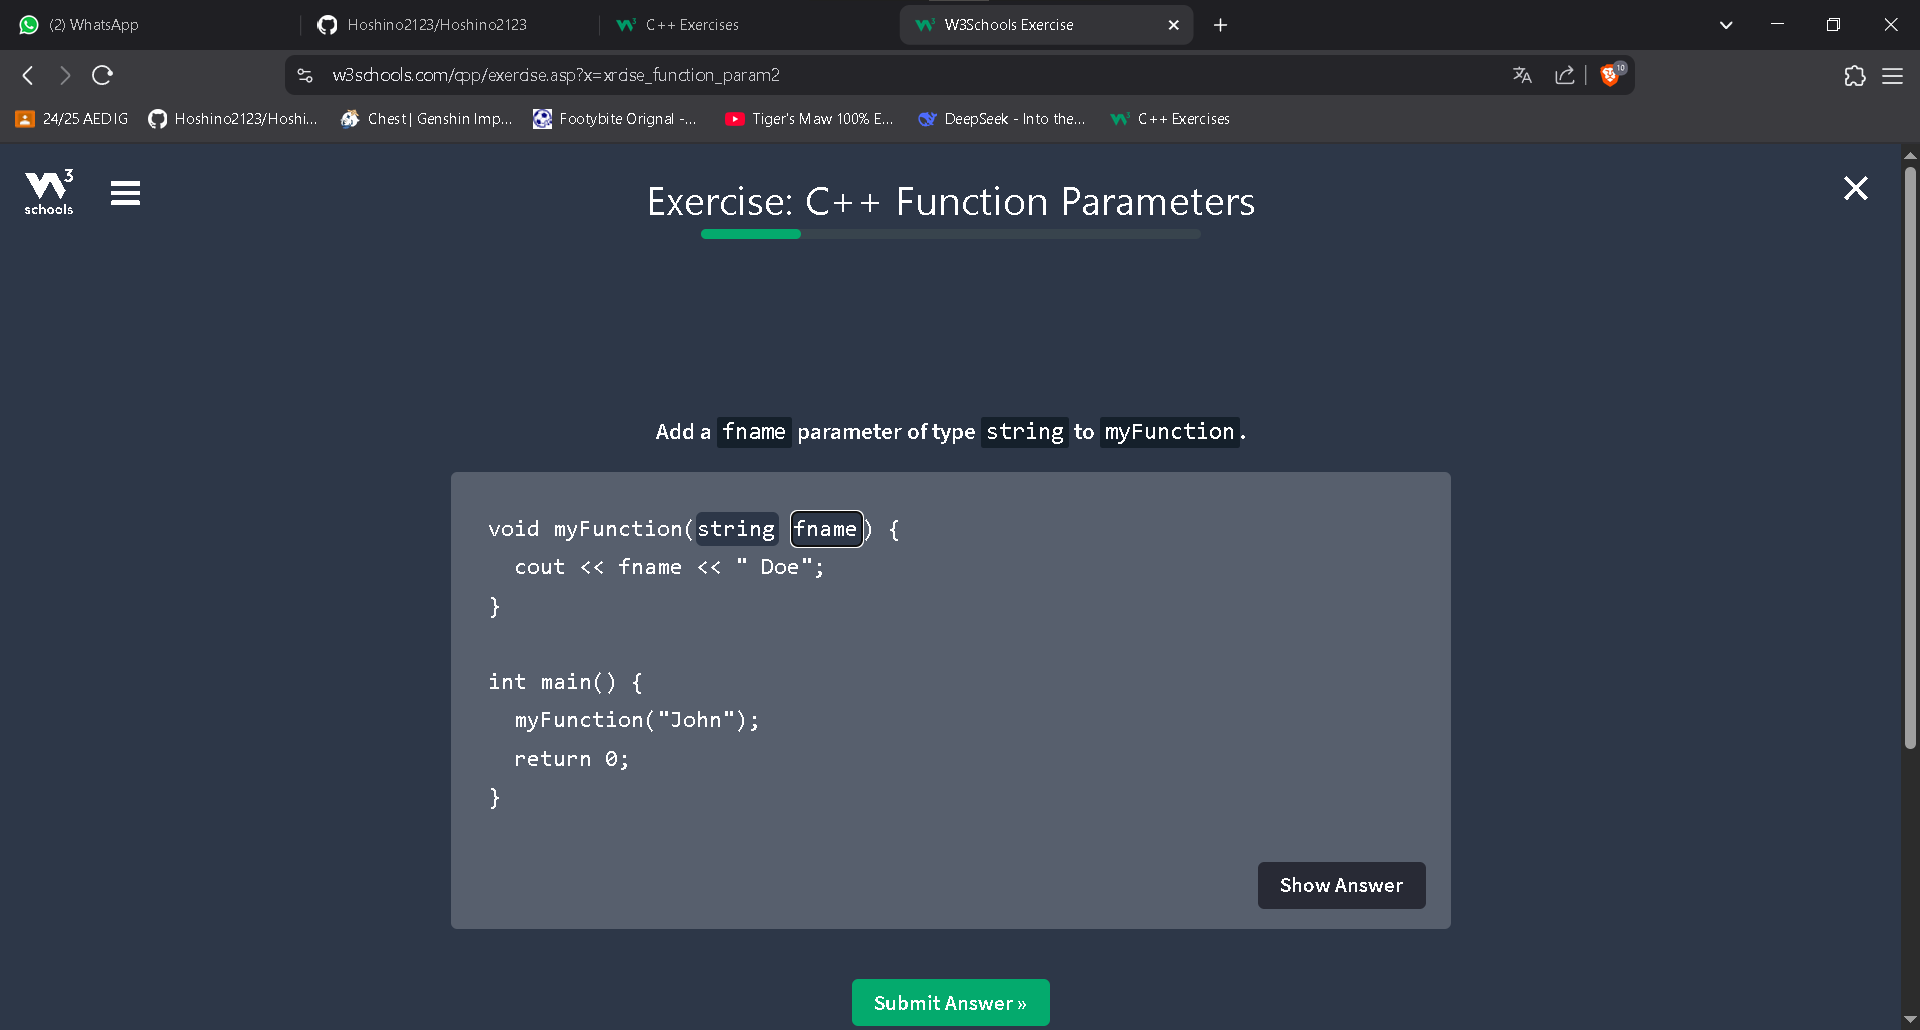 (2) WhatsApp
Hoshino2123/Hoshino2123
C++ Exercises
W3Schools Exercise
w3schools.com/cpp/exercise.asp?x=xrcise_function_param2
10
24/25 AEDIG
Hoshino2123/Hoshi...
Chest | Genshin Imp...
Footybite Orignal -...
Tiger's Maw 100% E...
DeepSeek - Into the...
C++ Exercises
3
schools
Exercise: C++ Function Parameters
Add a fname parameter of type string to myFunction.
void myFunction(string fname) {
cout << fname << " Doe";
}
int main() {
myFunction("John");
return 0;
}
Show Answer
Submit Answer »